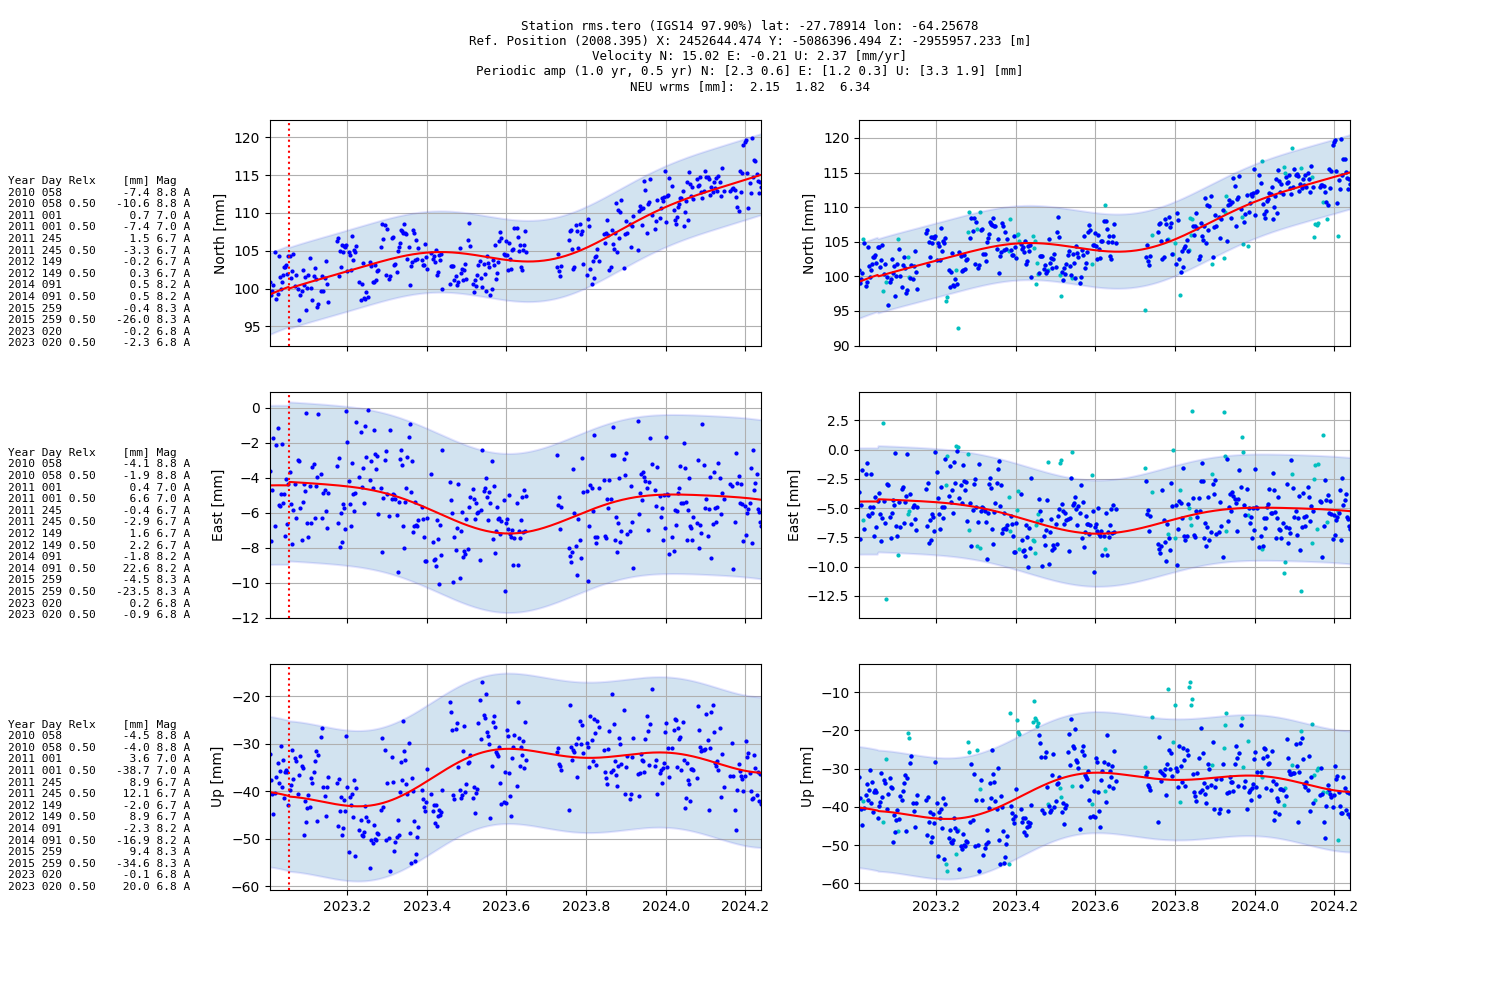 Station rms.tero (IGS14 97.90%) lat: -27.78914 lon: -64.25678
Ref. Position (2008.395) X: 2452644.474 Y: -5086396.494 Z: -2955957.233 [m]
Velocity N: 15.02 E: -0.21 U: 2.37 [mm/yr]
Periodic amp (1.0 yr, 0.5 yr) N: [2.3 0.6] E: [1.2 0.3] U: [3.3 1.9] [mm]
NEU wrms [mm]: 2.15 1.82 6.34
Year Day Relx [mm] Mag
2010 058 -7.4 8.8 A
2010 058 0.50 -10.6 8.8 A
2011 001 0.7 7.0 A
2011 001 0.50 -7.4 7.0 A
2011 245 1.5 6.7 A
2011 245 0.50 -3.3 6.7 A
2012 149 -0.2 6.7 A
2012 149 0.50 0.3 6.7 A
2014 091 0.5 8.2 A
2014 091 0.50 0.5 8.2 A
2015 259 -0.4 8.3 A
2015 259 0.50 -26.0 8.3 A
2023 020 -0.2 6.8 A
2023 020 0.50 -2.3 6.8 A
North [mm]
120
115
110
105
100
95
North [mm]
120
115
110
105
100
95
90
Year Day Relx [mm] Mag
2010 058 -4.1 8.8 A
2010 058 0.50 -1.9 8.8 A
2011 001 0.4 7.0 A
2011 001 0.50 6.6 7.0 A
2011 245 -0.4 6.7 A
2011 245 0.50 -2.9 6.7 A
2012 149 1.6 6.7 A
2012 149 0.50 2.2 6.7 A
2014 091 -1.8 8.2 A
2014 091 0.50 22.6 8.2 A
2015 259 -4.5 8.3 A
2015 259 0.50 -23.5 8.3 A
2023 020 0.2 6.8 A
2023 020 0.50 -0.9 6.8 A
East [mm]
0
−2
−4
−6
−8
−10
−12
East [mm]
2.5
0.0
−2.5
−5.0
−7.5
−10.0
−12.5
Year Day Relx [mm] Mag
2010 058 -4.5 8.8 A
2010 058 0.50 -4.0 8.8 A
2011 001 3.6 7.0 A
2011 001 0.50 -38.7 7.0 A
2011 245 8.9 6.7 A
2011 245 0.50 12.1 6.7 A
2012 149 -2.0 6.7 A
2012 149 0.50 8.9 6.7 A
2014 091 -2.3 8.2 A
2014 091 0.50 -16.9 8.2 A
2015 259 9.4 8.3 A
2015 259 0.50 -34.6 8.3 A
2023 020 -0.1 6.8 A
2023 020 0.50 20.0 6.8 A
Up [mm]
−20
−30
−40
−50
−60
2023.2 2023.4 2023.6 2023.8 2024.0 2024.2
Up [mm]
−10
−20
−30
−40
−50
−60
2023.2 2023.4 2023.6 2023.8 2024.0 2024.2